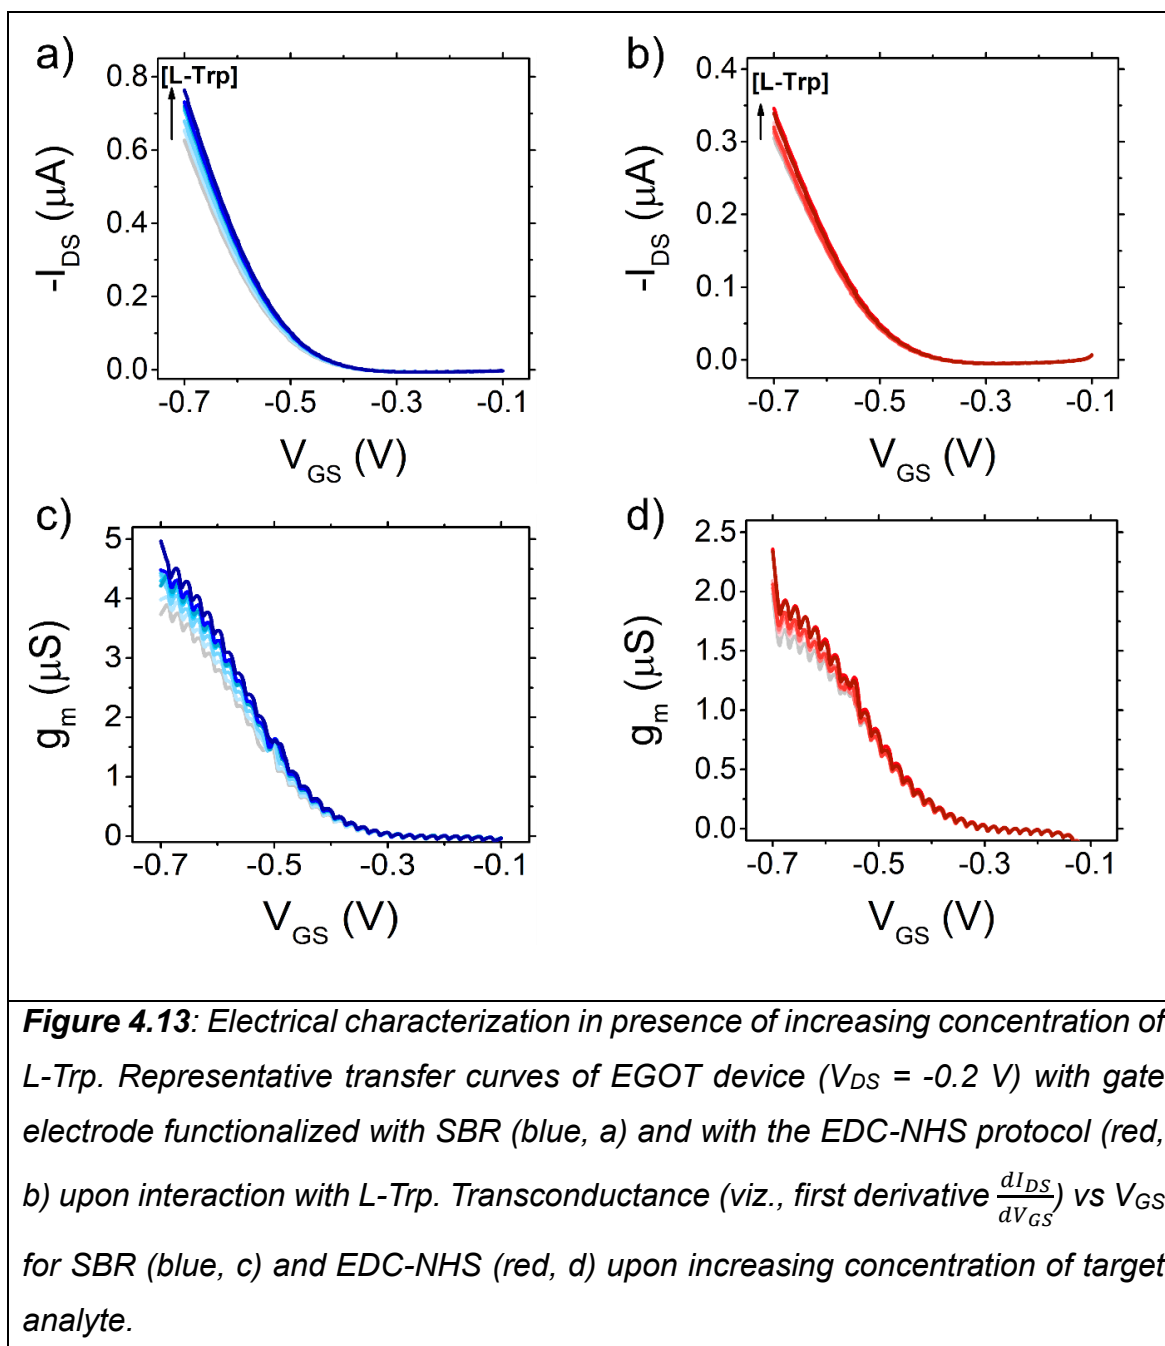 a)
[L-Trp]
0.8
0.6
0.4
0.2
0.0
-I_DS (μA)
-0.7 -0.5 -0.3 -0.1
V_GS (V)
b)
[L-Trp]
0.4
0.3
0.2
0.1
0.0
-I_DS (μA)
-0.7 -0.5 -0.3 -0.1
V_GS (V)
c)
5
4
3
2
1
0
g_m (μS)
-0.7 -0.5 -0.3 -0.1
V_GS (V)
d)
2.5
2.0
1.5
1.0
0.5
0.0
g_m (μS)
-0.7 -0.5 -0.3 -0.1
V_GS (V)
Figure 4.13: Electrical characterization in presence of increasing concentration of
L-Trp. Representative transfer curves of EGOT device (V_DS = -0.2 V) with gate
electrode functionalized with SBR (blue, a) and with the EDC-NHS protocol (red,
b) upon interaction with L-Trp. Transconductance (viz., first derivative dI_DS/dV_GS) vs V_GS
for SBR (blue, c) and EDC-NHS (red, d) upon increasing concentration of target
analyte.